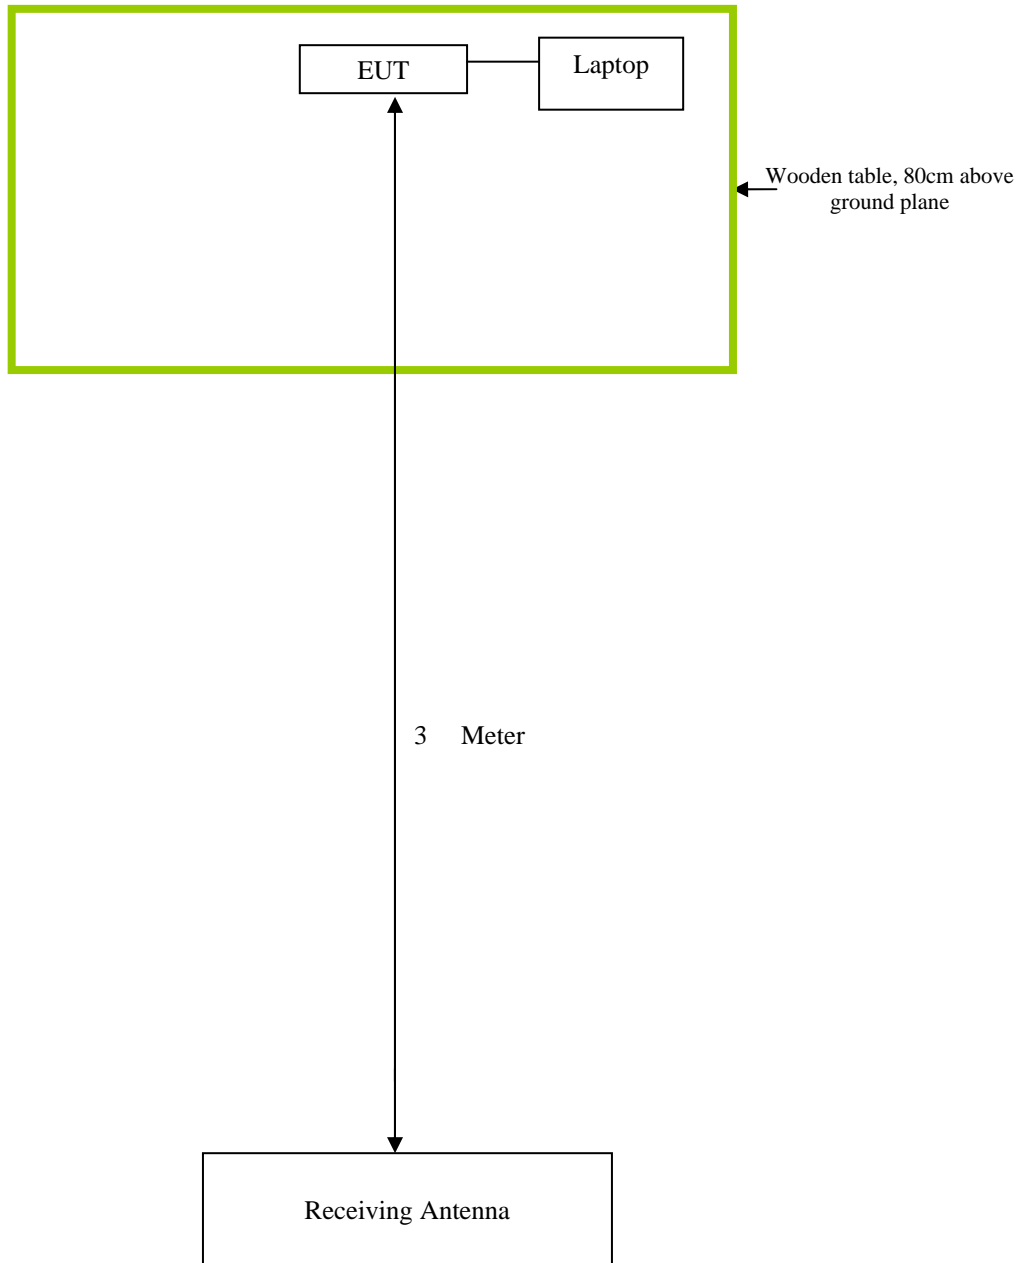 EUT
Laptop
Wooden table, 80cm above
ground plane
3 Meter
Receiving Antenna